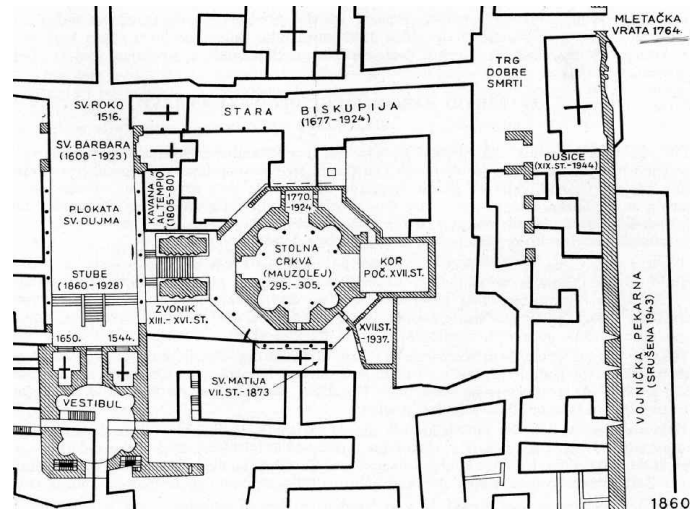 MLETAČKA
VRATA 1764.
TRG
DOBRE
SMRTI
SV. ROKO
1516.
STARA BISKUPIJA
(1677-1924)
SV. BARBARA
(1608-1923)
DUŠICE
(XIX.ST.-1944)
KAVANA
ALTEMPIO
(1805-80)
1770.
-1924
PLOKATA
SV. DUJMA
STOLNA
CRKVA
(MAUZOLEJ)
295.-305.
KOR
POČ. XVII.ST.
STUBE
(1860-1928)
ZVONIK
XIII.-XVI.ST.
XVII.ST.
-1937.
1650. 1544.
SV. MATIJA
VII.ST.-1873
VESTIBUL
VOJNIČKA PEKARNA
(SRUŠENA 1943)
1860